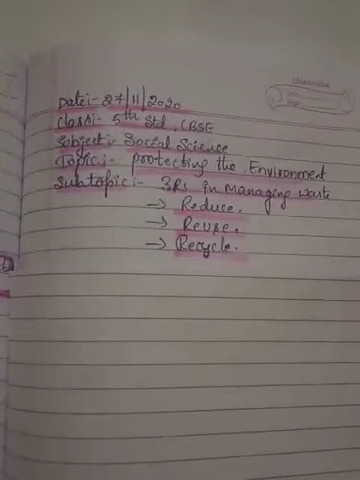 Date:- 27/11/2020
Class:- 5th Std, CBSE
Subject:- Social Science
Topic:- protecting the Environment
Subtopic:- 3Rs in managing waste
→ Reduce.
→ Reuse.
→ Recycle.